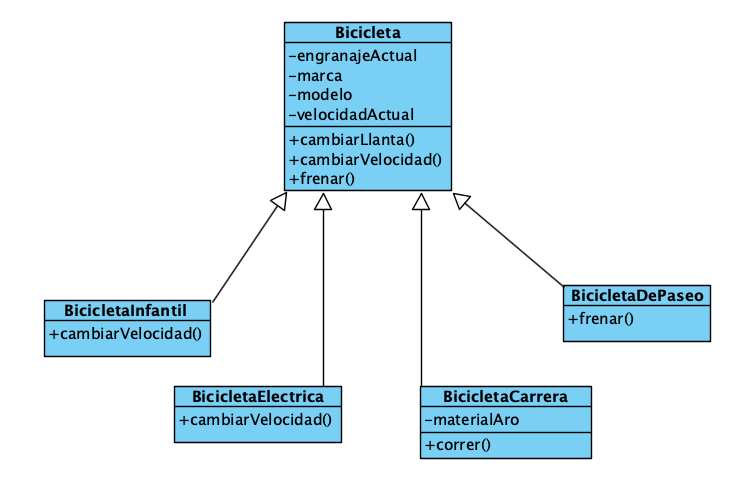 Bicicleta
-engranajeActual
-marca
-modelo
-velocidadActual
+cambiarLlanta()
+cambiarVelocidad()
+frenar()
BicicletaInfantil
+cambiarVelocidad()
BicicletaElectrica
+cambiarVelocidad()
BicicletaCarrera
-materialAro
+correr()
BicicletaDePaseo
+frenar()